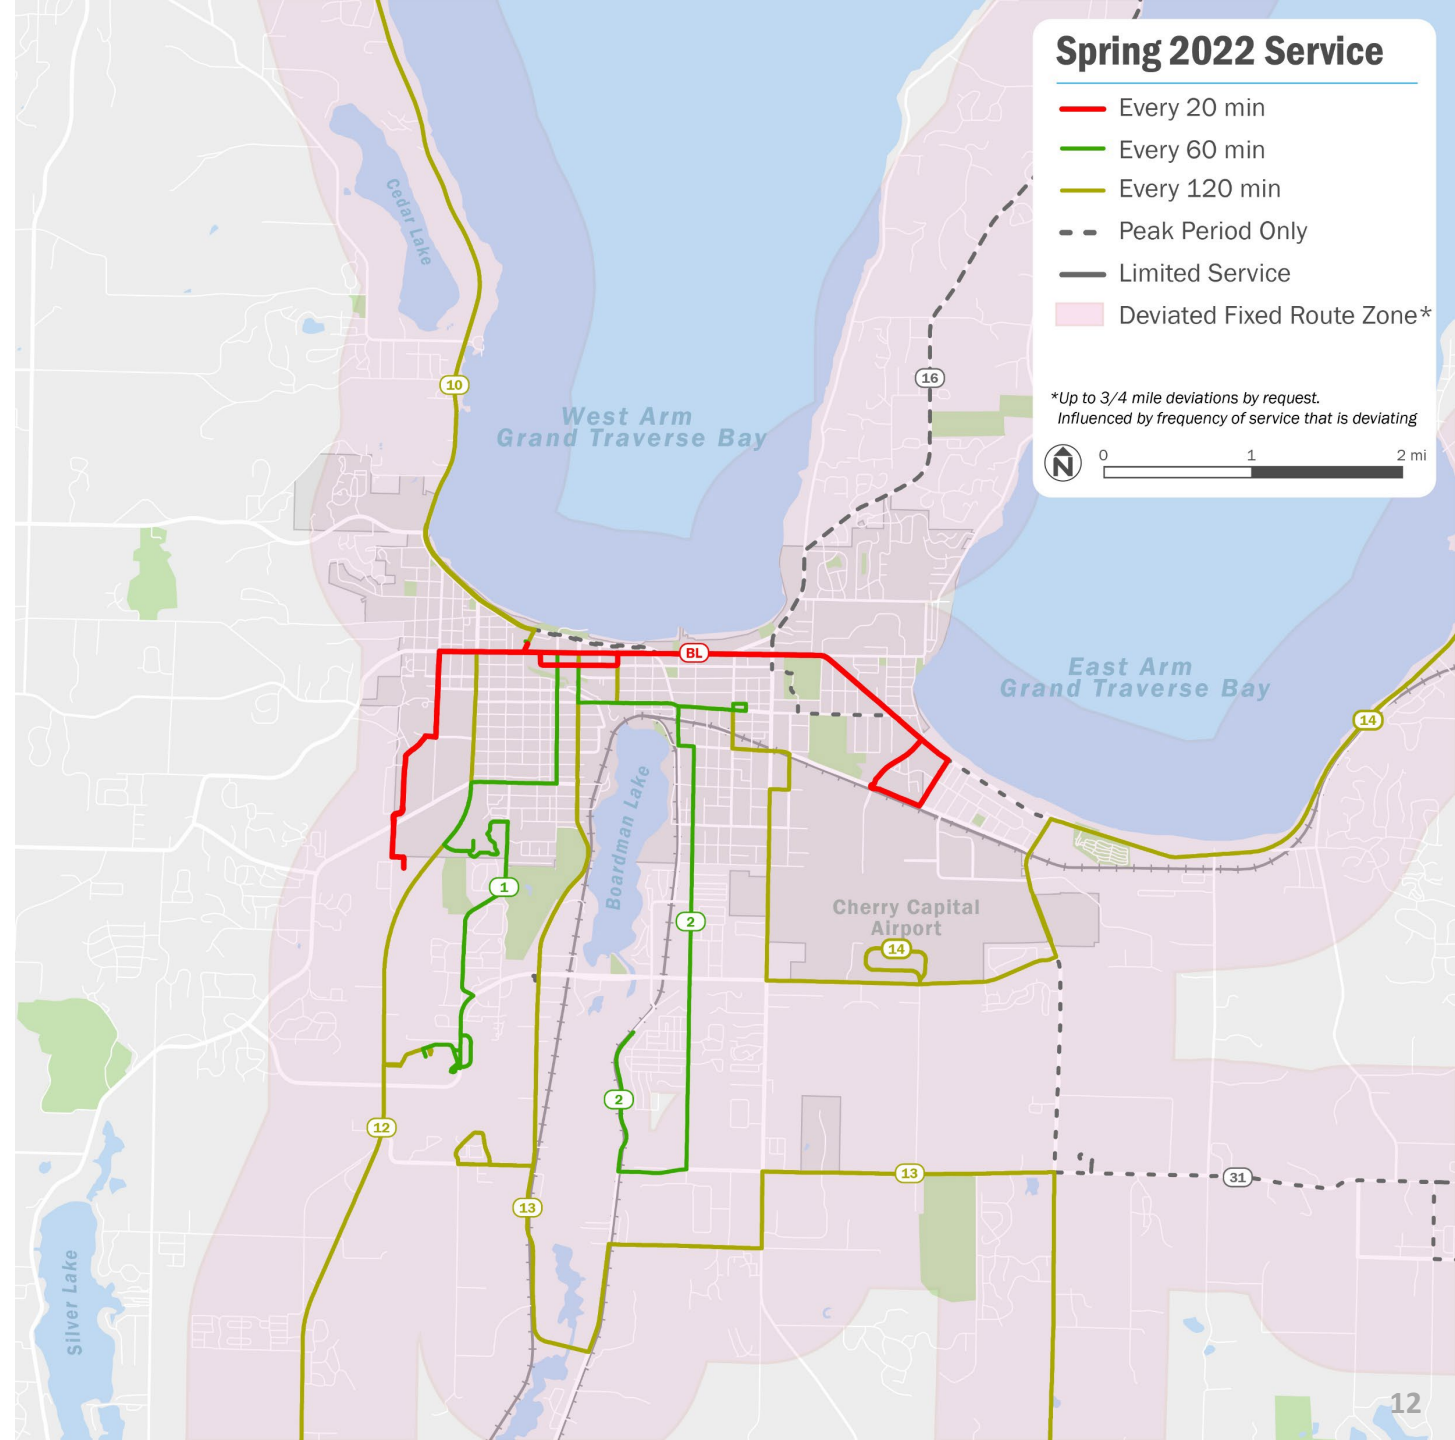 Spring 2022 Service
Every 20 min
Every 60 min
Every 120 min
Peak Period Only
Limited Service
Deviated Fixed Route Zone*
*Up to 3/4 mile deviations by request.
Influenced by frequency of service that is deviating
N
0 1 2 mi
Cedar Lake
10
16
West Arm
Grand Traverse Bay
BL
East Arm
Grand Traverse Bay
14
Boardman Lake
1
2
Cherry Capital
Airport
14
2
12
13
31
13
Silver Lake
12